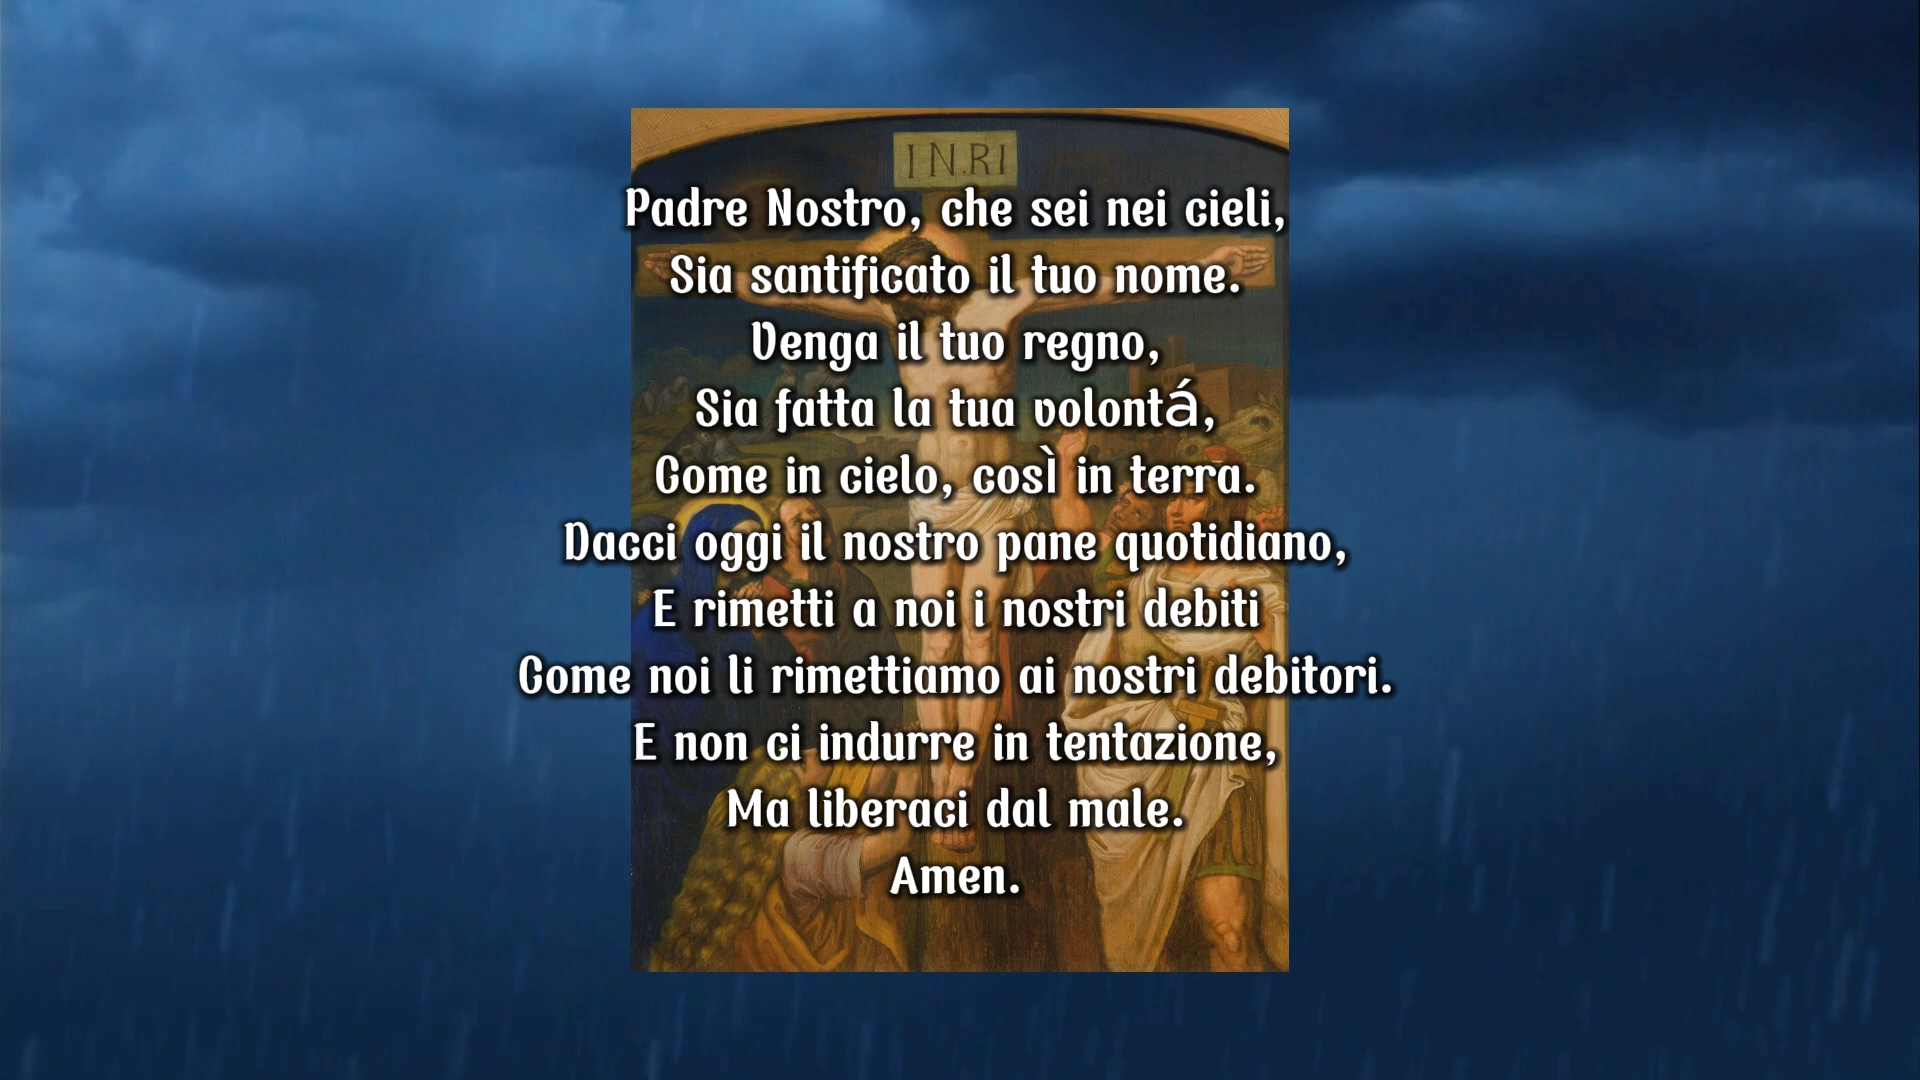 I N.RI
Padre Nostro, che sei nei cieli,
Sia santificato il tuo nome.
Venga il tuo regno,
Sia fatta la tua volontá,
Come in cielo, così in terra.
Dacci oggi il nostro pane quotidiano,
E rimetti a noi i nostri debiti
Come noi li rimettiamo ai nostri debitori.
E non ci indurre in tentazione,
Ma liberaci dal male.
Amen.